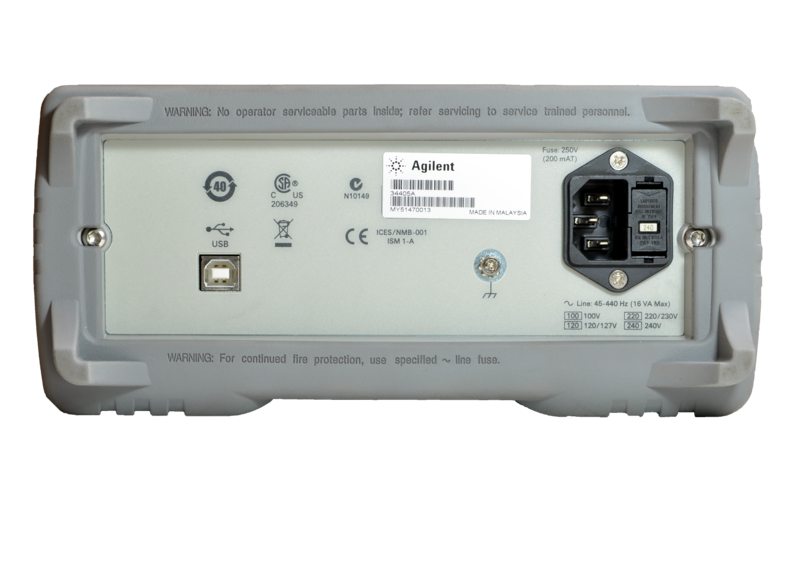 WARNING: No operator serviceable parts inside; refer servicing to service trained personnel.
Fuse: 250V
(200 mAT)
Agilent
34405A
MY51470013
MADE IN MALAYSIA
40
SA ®
C US
206349
N10149
ICES/NMB-001
ISM 1-A
USB
240
Line: 45-440 Hz (16 VA Max)
100 100V 220 220/230V
120 120/127V 240 240V
WARNING: For continued fire protection, use specified ~ line fuse.